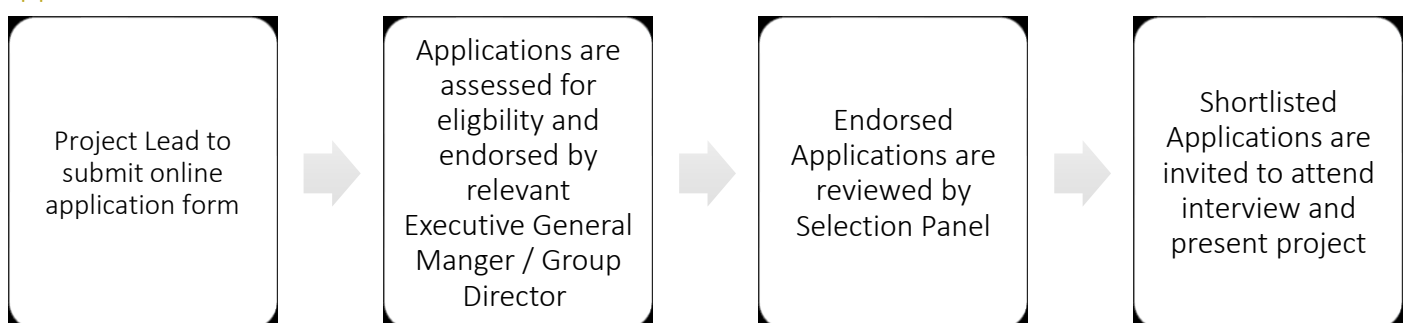 Project Lead to
submit online
application form
Applications are
assessed for
eligbility and
endorsed by
relevant
Executive General
Manger / Group
Director
Endorsed
Applications are
reviewed by
Selection Panel
Shortlisted
Applications are
invited to attend
interview and
present project